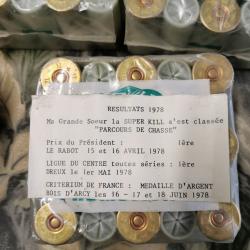 RESULTATS 1978
Ma Grande Soeur la SUPER KILL s'est classée
"PARCOURS DE CHASSE"
Prix du Président : 1ère
LE RABOT 15 et 16 AVRIL 1978
LIGUE DU CENTRE toutes séries : 1ère
DREUX le 1er MAI 1978
CRITERIUM DE FRANCE : MEDAILLE D'ARGENT
BOIS D'ARCY les 16 - 17 et 18 JUIN 1978